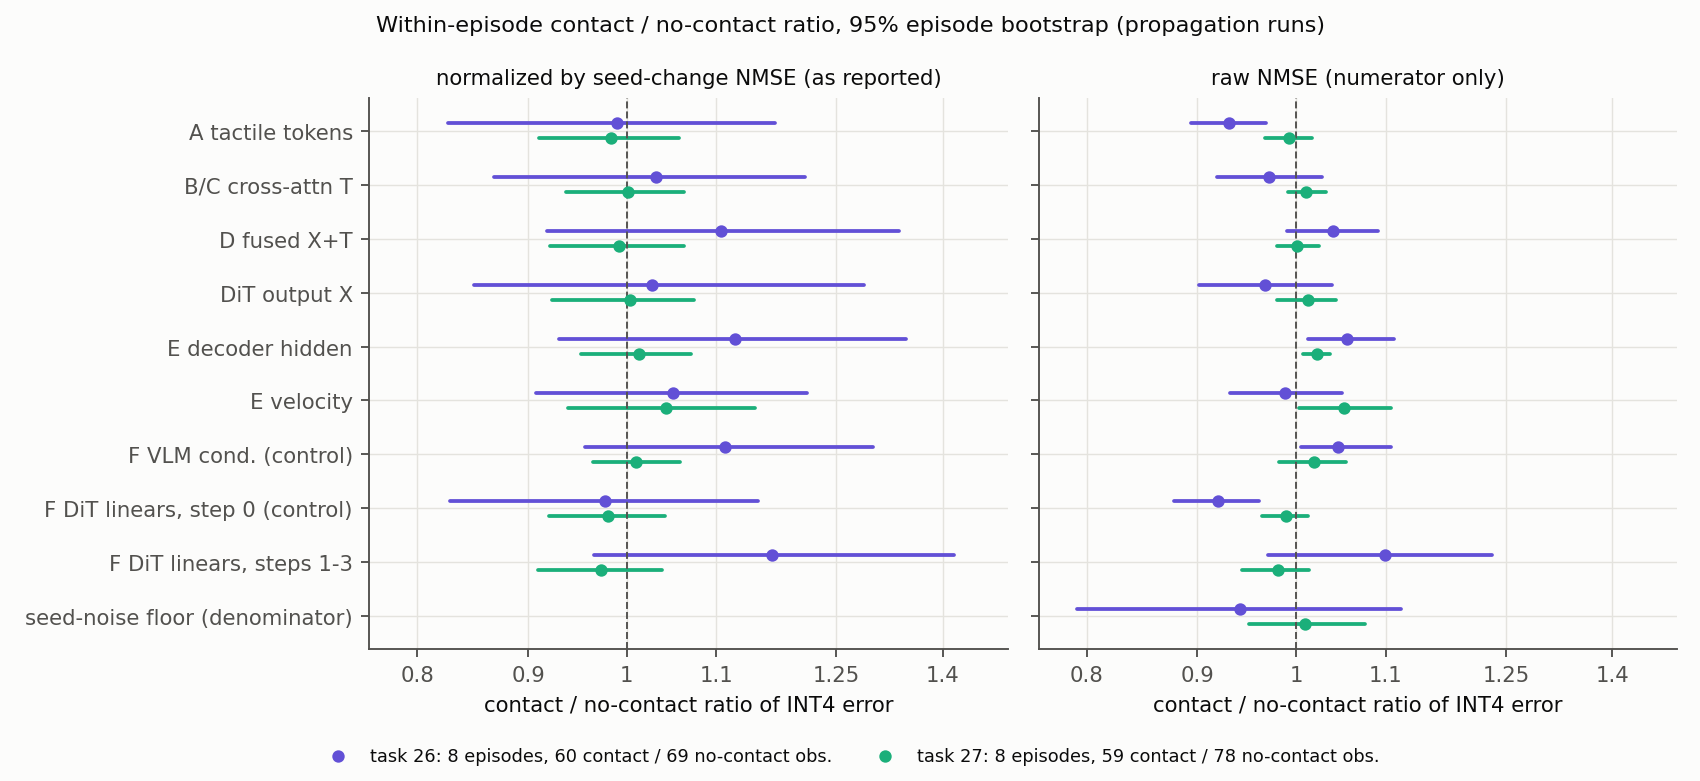 Within-episode contact / no-contact ratio, 95% episode bootstrap (propagation runs)
normalized by seed-change NMSE (as reported)
raw NMSE (numerator only)
A tactile tokens
B/C cross-attn T
D fused X+T
DiT output X
E decoder hidden
E velocity
F VLM cond. (control)
F DiT linears, step 0 (control)
F DiT linears, steps 1-3
seed-noise floor (denominator)
0.8 0.9 1 1.1 1.25 1.4
0.8 0.9 1 1.1 1.25 1.4
contact / no-contact ratio of INT4 error
contact / no-contact ratio of INT4 error
task 26: 8 episodes, 60 contact / 69 no-contact obs.
task 27: 8 episodes, 59 contact / 78 no-contact obs.